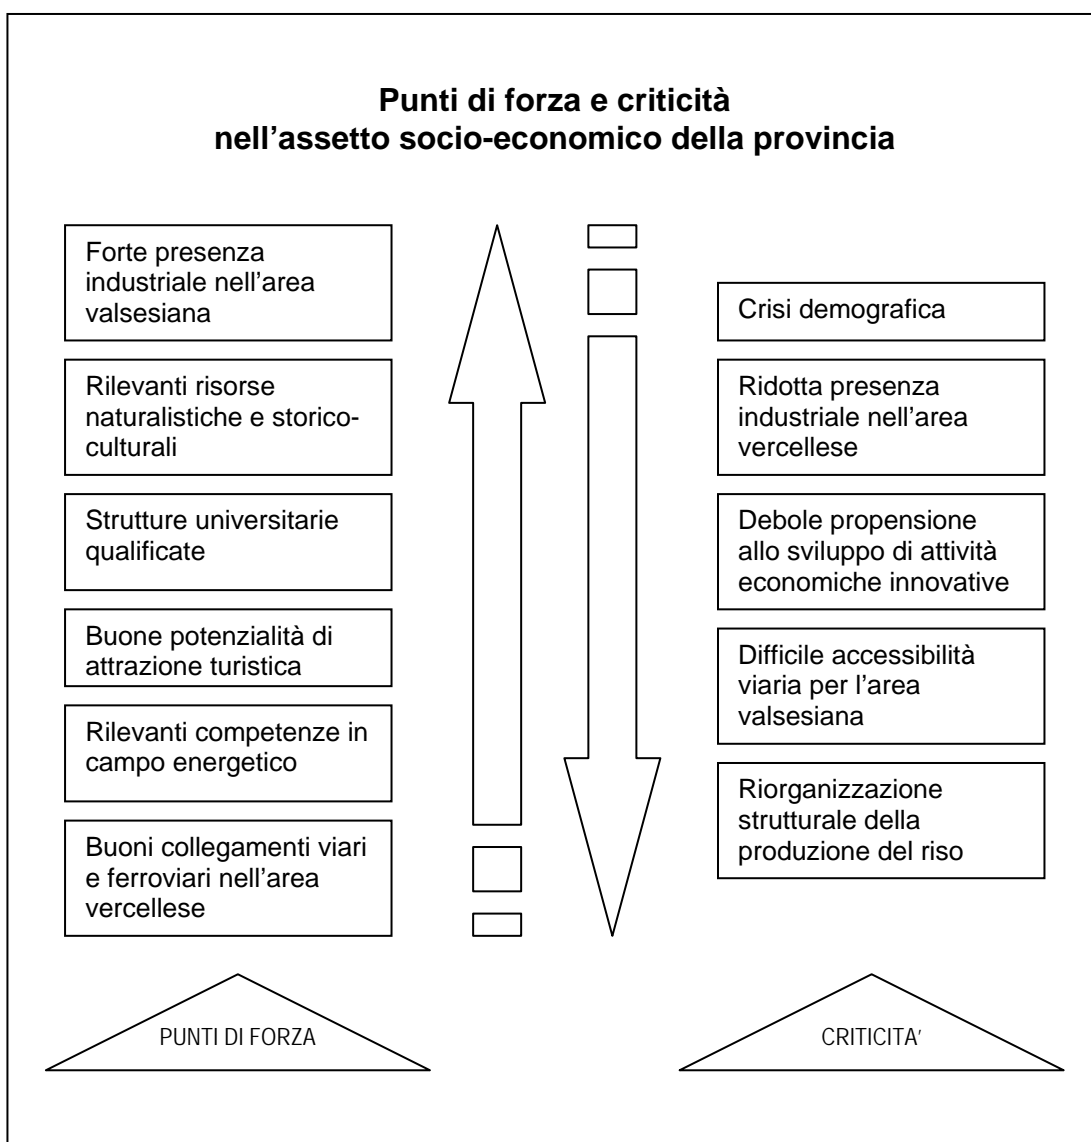 Punti di forza e criticità
nell’assetto socio-economico della provincia
Forte presenza
industriale nell’area
valsesiana
Rilevanti risorse
naturalistiche e storico-
culturali
Strutture universitarie
qualificate
Buone potenzialità di
attrazione turistica
Rilevanti competenze in
campo energetico
Buoni collegamenti viari
e ferroviari nell’area
vercellese
PUNTI DI FORZA
Crisi demografica
Ridotta presenza
industriale nell’area
vercellese
Debole propensione
allo sviluppo di attività
economiche innovative
Difficile accessibilità
viaria per l’area
valsesiana
Riorganizzazione
strutturale della
produzione del riso
CRITICITA’